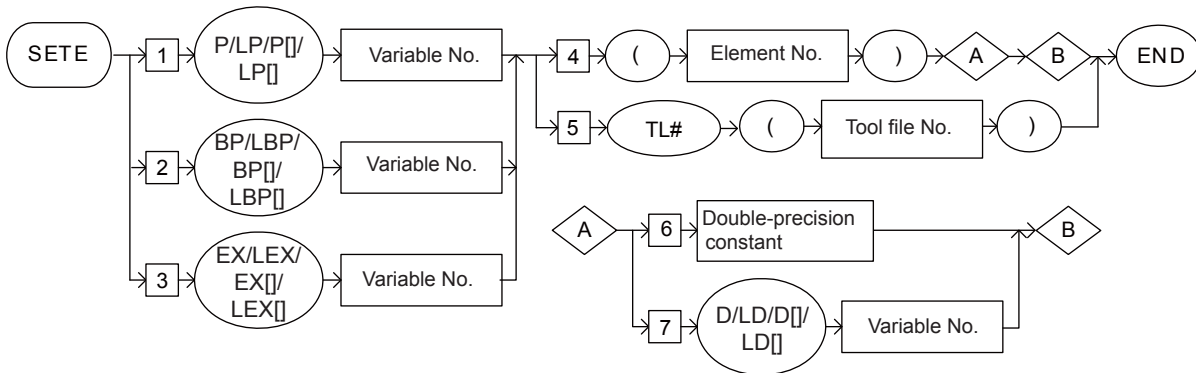 SETE
1
P/LP/P[]/
LP[]
Variable No.
4
(
Element No.
)
A
B
END
5
TL#
(
Tool file No.
)
2
BP/LBP/
BP[]/
LBP[]
Variable No.
3
EX/LEX/
EX[]/
LEX[]
Variable No.
A
6
Double-precision
constant
B
7
D/LD/D[]/
LD[]
Variable No.